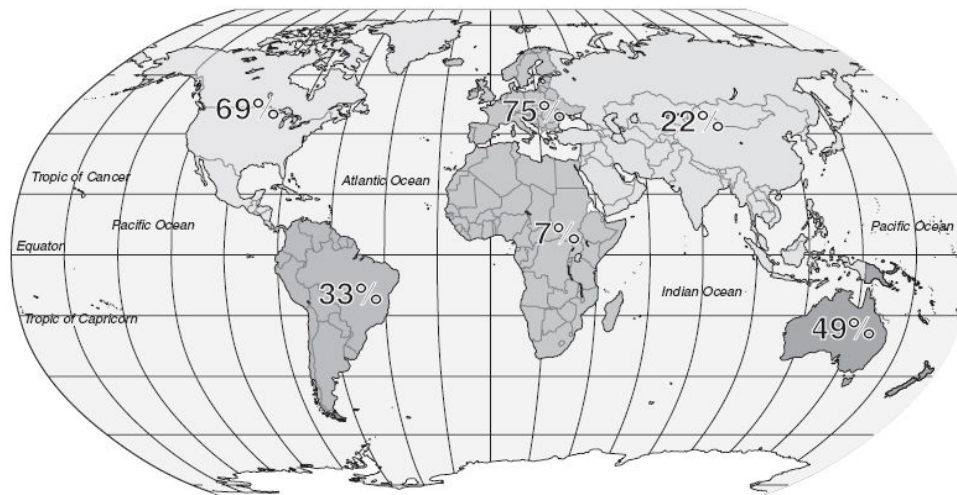 69%
75%
22%
Tropic of Cancer
Atlantic Ocean
Pacific Ocean
7%
Pacific Ocean
Equator
33%
Indian Ocean
Tropic of Capricorn
49%